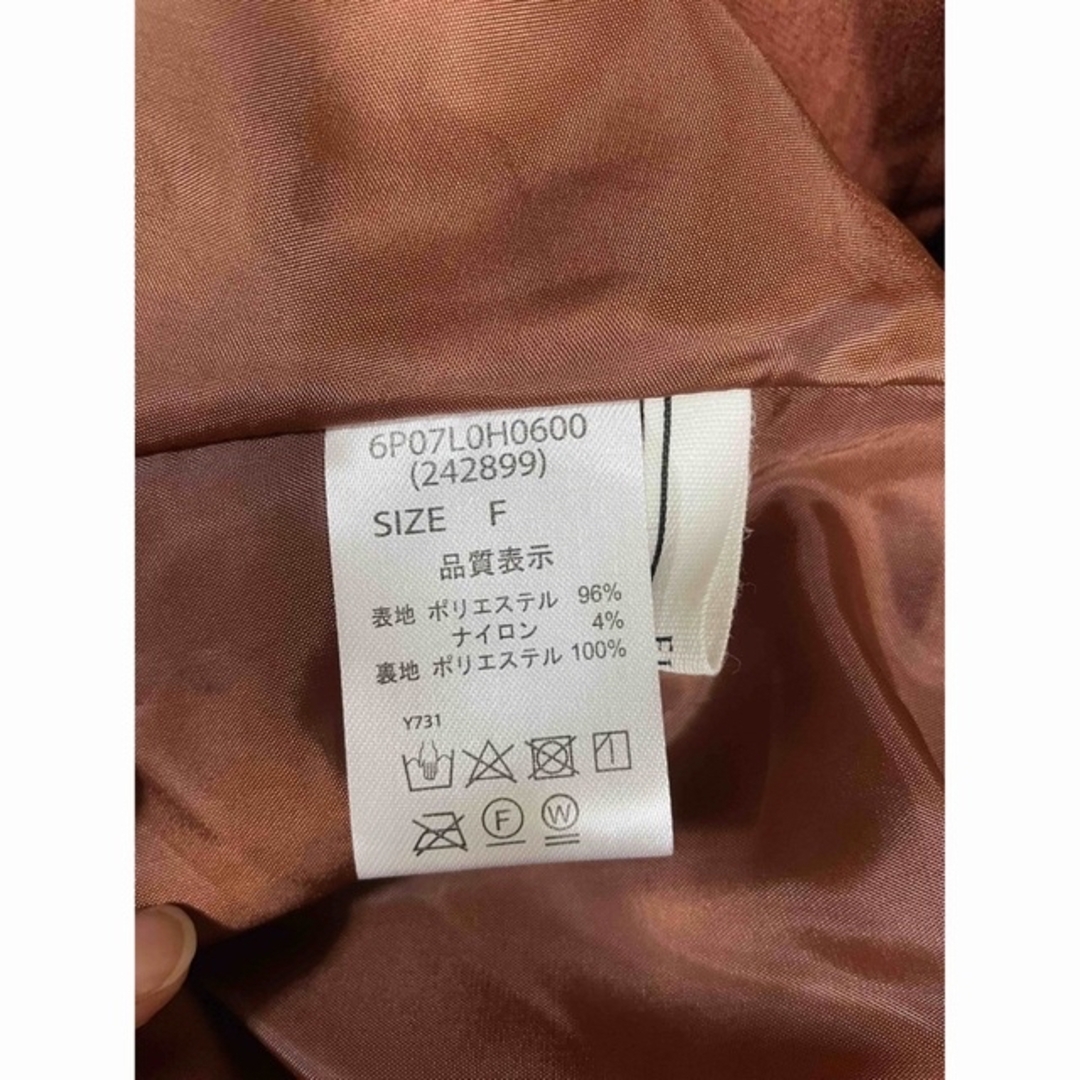 6P07L0H0600
(242899)
SIZE F
品質表示
表地 ポリエステル 96%
ナイロン 4%
裏地 ポリエステル 100%
Y731
F W